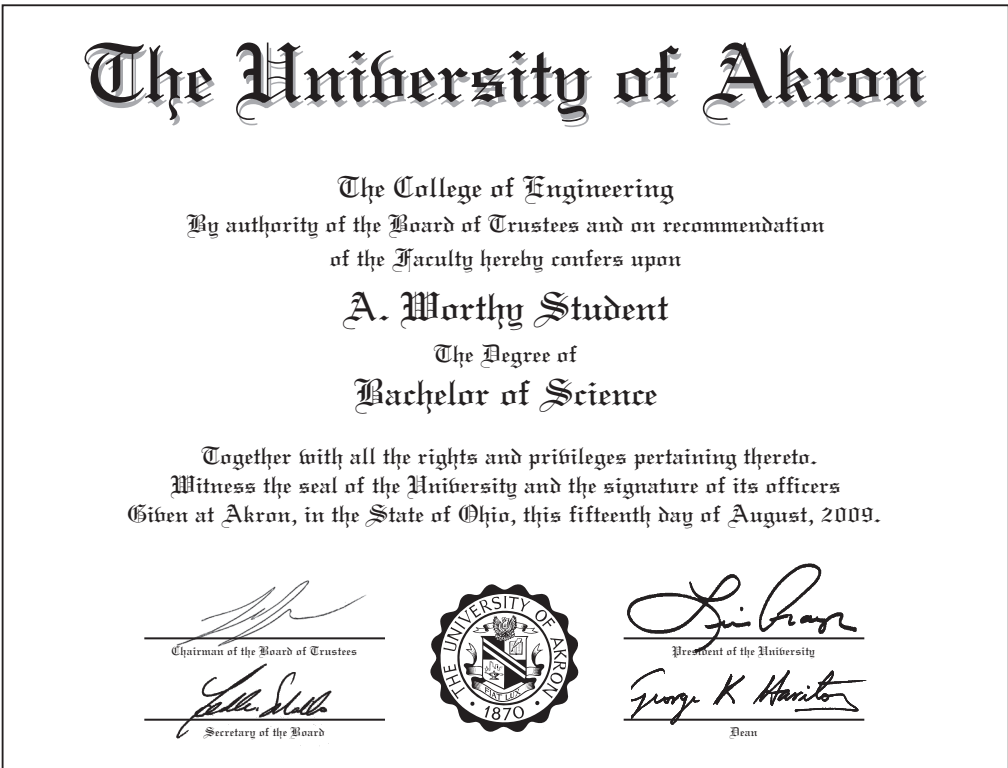 The University of Akron
The College of Engineering
By authority of the Board of Trustees and on recommendation
of the Faculty hereby confers upon
A. Worthy Student
The Degree of
Bachelor of Science
Together with all the rights and privileges pertaining thereto.
Witness the seal of the University and the signature of its officers
Given at Akron, in the State of Ohio, this fifteenth day of August, 2009.
Chairman of the Board of Trustees
President of the University
THE UNIVERSITY OF AKRON
FIAT LUX
1870
George K
Secretary of the Board
Dean